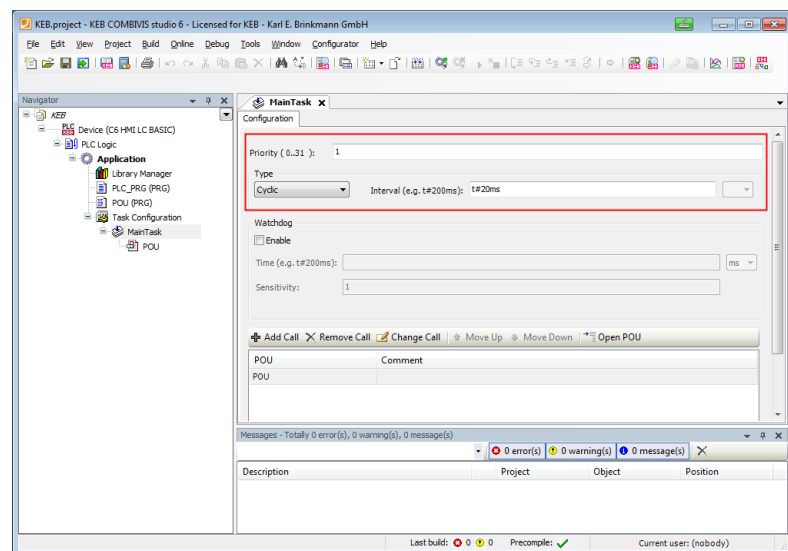 KEB.project - KEB COMBIVIS studio 6 - Licensed for KEB - Karl E. Brinkmann GmbH
File Edit View Project Build Online Debug Tools Window Configurator Help
Navigator
KEB
PLC KEB Device (C6 HMI LC BASIC)
PLC Logic
Application
Library Manager
PLC_PRG (PRG)
POU (PRG)
Task Configuration
MainTask
POU
MainTask X
Configuration
Priority ( 0..31 ): 1
Type
Cyclic Interval (e.g. t#200ms): t#20ms
Watchdog
Enable
Time (e.g. t#200ms): ms
Sensitivity: 1
Add Call Remove Call Change Call Move Up Move Down Open POU
POU Comment
POU
Messages - Totally 0 error(s), 0 warning(s), 0 message(s)
0 error(s) 0 warning(s) 0 message(s)
Description Project Object Position
Last build: 0 0 Precompile: Current user: (nobody)